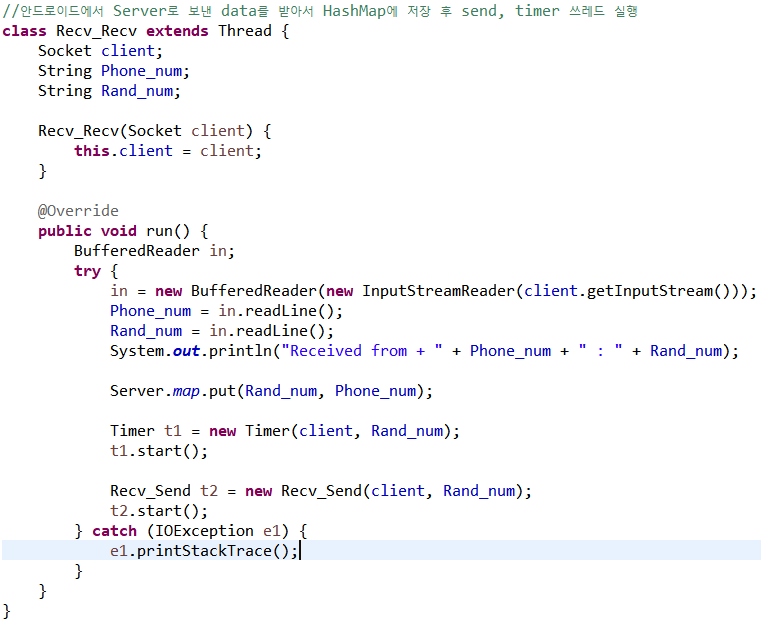 //안드로이드에서 Server로 보낸 data를 받아서 HashMap에 저장 후 send, timer 쓰레드 실행
class Recv_Recv extends Thread {
    Socket client;
    String Phone_num;
    String Rand_num;

    Recv_Recv(Socket client) {
        this.client = client;
    }

    @Override
    public void run() {
        BufferedReader in;
        try {
            in = new BufferedReader(new InputStreamReader(client.getInputStream()));
            Phone_num = in.readLine();
            Rand_num = in.readLine();
            System.out.println("Received from + " + Phone_num + " : " + Rand_num);

            Server.map.put(Rand_num, Phone_num);

            Timer t1 = new Timer(client, Rand_num);
            t1.start();

            Recv_Send t2 = new Recv_Send(client, Rand_num);
            t2.start();
        } catch (IOException e1) {
            e1.printStackTrace();
        }
    }
}